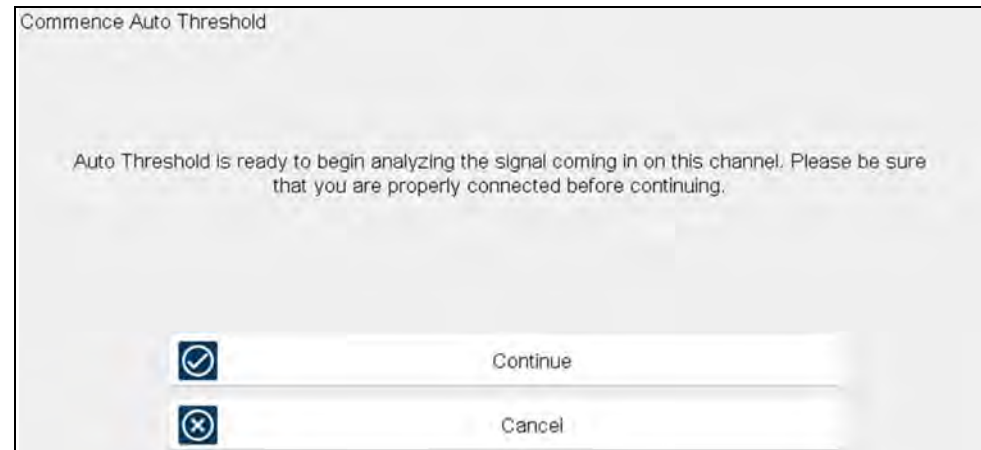 Commence Auto Threshold
Auto Threshold is ready to begin analyzing the signal coming in on this channel. Please be sure
that you are properly connected before continuing.
Continue
Cancel